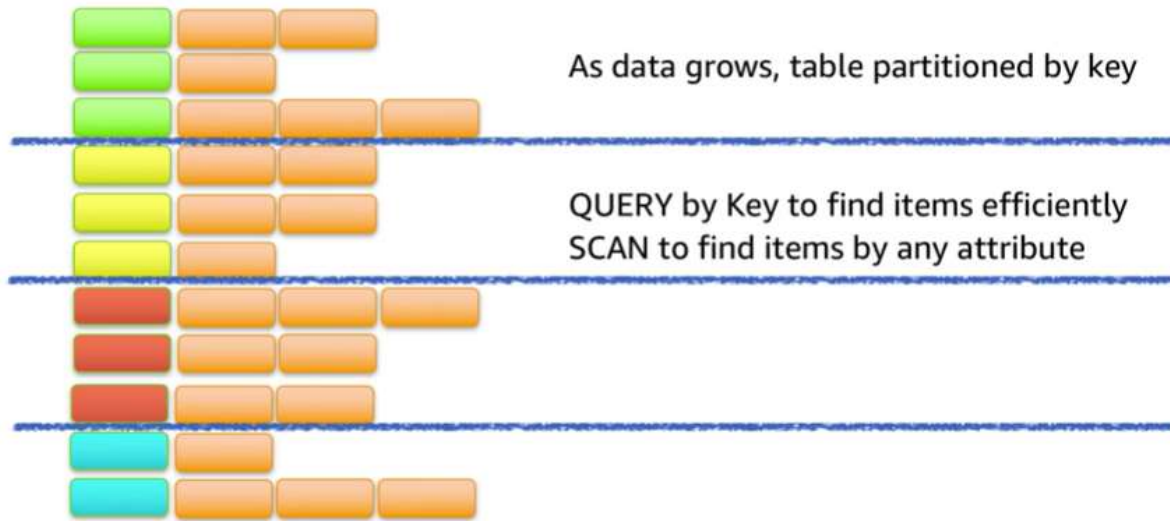 As data grows, table partitioned by key
QUERY by Key to find items efficiently
SCAN to find items by any attribute